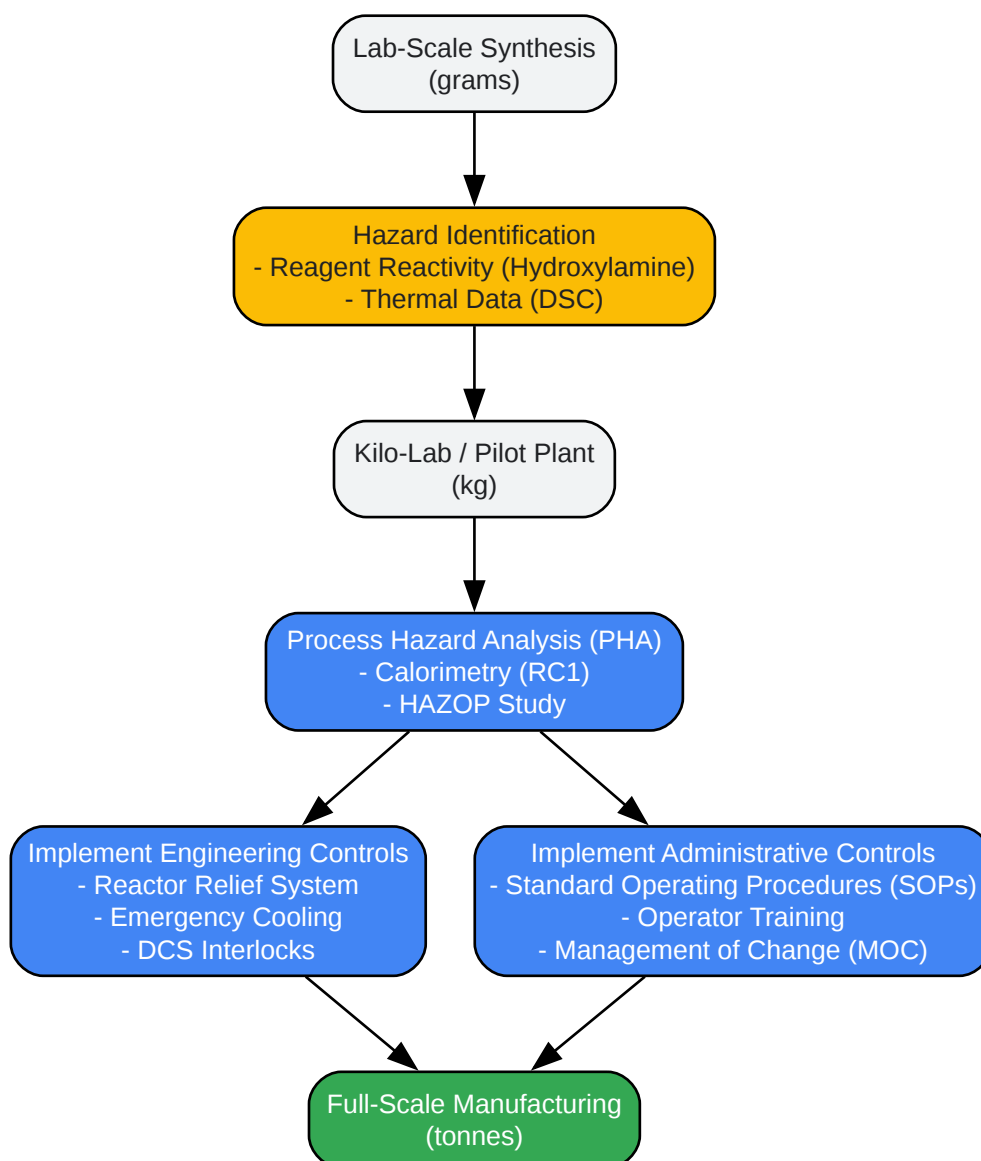 Lab-Scale Synthesis
(grams)
Hazard Identification
- Reagent Reactivity (Hydroxylamine)
- Thermal Data (DSC)
Kilo-Lab / Pilot Plant
(kg)
Process Hazard Analysis (PHA)
- Calorimetry (RC1)
- HAZOP Study
Implement Engineering Controls
- Reactor Relief System
- Emergency Cooling
- DCS Interlocks
Implement Administrative Controls
- Standard Operating Procedures (SOPs)
- Operator Training
- Management of Change (MOC)
Full-Scale Manufacturing
(tonnes)